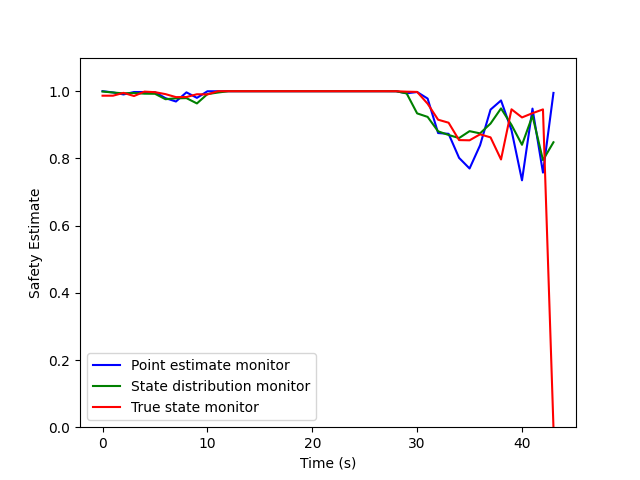 1.0
0.8
0.6
0.4
0.2
0.0
Safety Estimate
Point estimate monitor
State distribution monitor
True state monitor
0 10 20 30 40
Time (s)